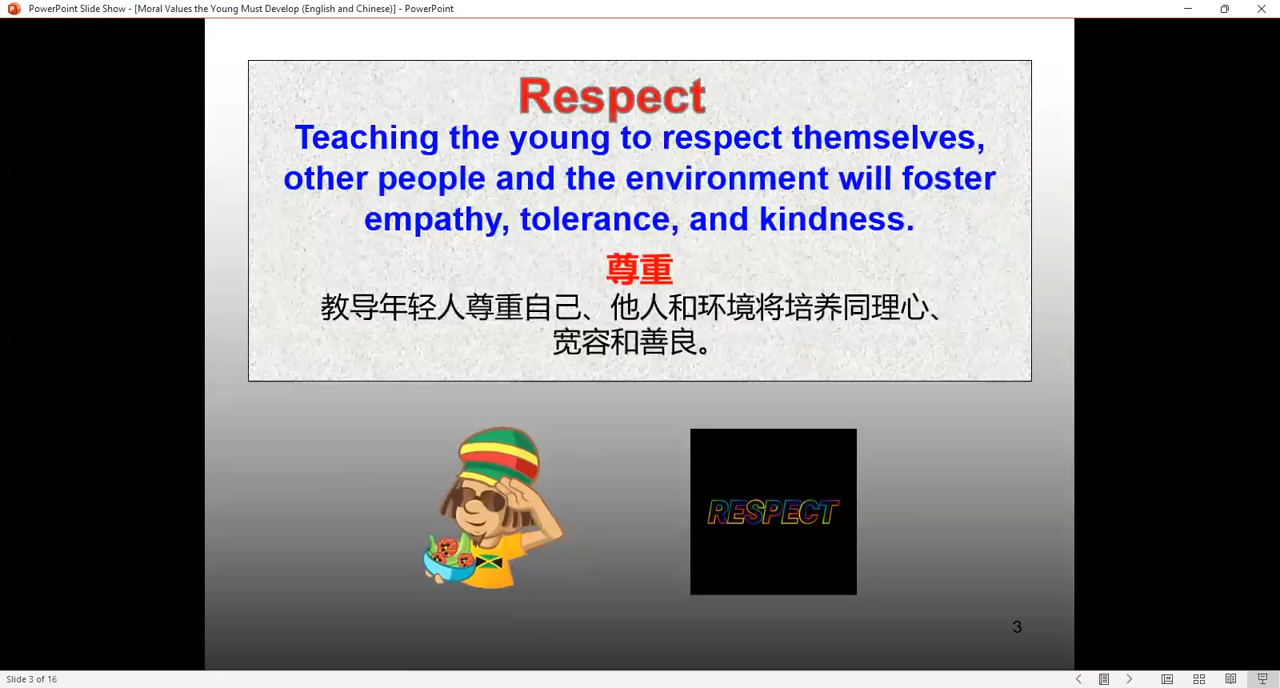 PowerPoint Slide Show - [Moral Values the Young Must Develop (English and Chinese)] - PowerPoint
Respect
Teaching the young to respect themselves,
other people and the environment will foster
empathy, tolerance, and kindness.
尊重
教导年轻人尊重自己、他人和环境将培养同理心、
宽容和善良。
RESPECT
3
Slide 3 of 16